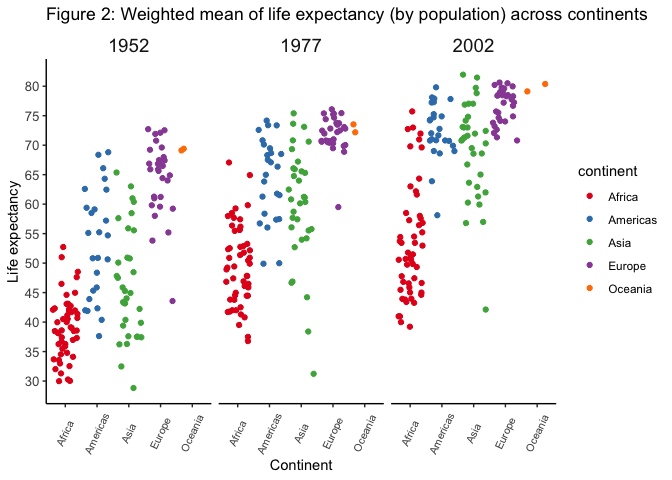 Figure 2: Weighted mean of life expectancy (by population) across continents
1952 1977 2002
80
75
70
65
60
55
50
45
40
35
30
Life expectancy
Africa Americas Asia Europe Oceania Africa Americas Asia Europe Oceania Africa Americas Asia Europe Oceania
Continent
continent
Africa
Americas
Asia
Europe
Oceania